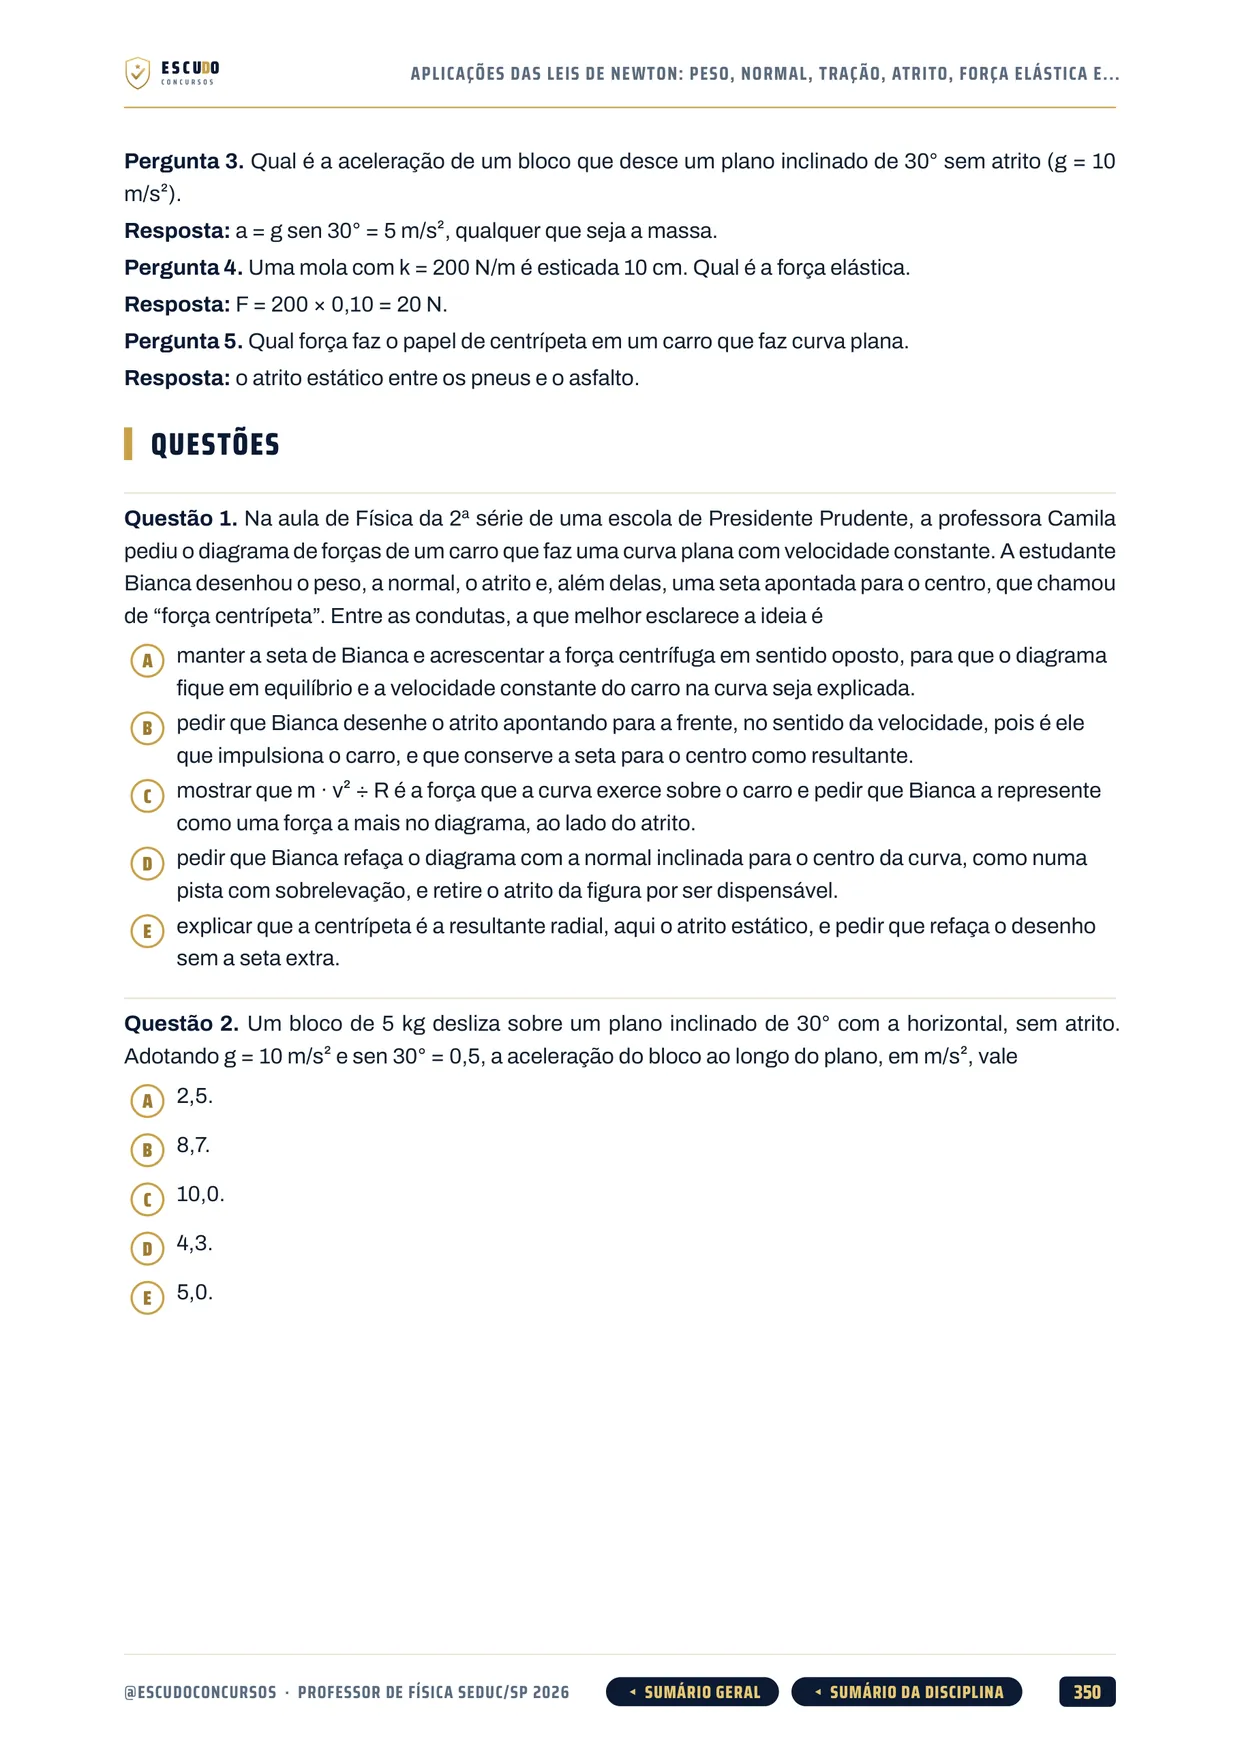 ESCUDO
CONCURSOS
APLICAÇÕES DAS LEIS DE NEWTON: PESO, NORMAL, TRAÇÃO, ATRITO, FORÇA ELÁSTICA E...
Pergunta 3. Qual é a aceleração de um bloco que desce um plano inclinado de 30° sem atrito (g = 10
m/s²).
Resposta: a = g sen 30° = 5 m/s², qualquer que seja a massa.
Pergunta 4. Uma mola com k = 200 N/m é esticada 10 cm. Qual é a força elástica.
Resposta: F = 200 × 0,10 = 20 N.
Pergunta 5. Qual força faz o papel de centrípeta em um carro que faz curva plana.
Resposta: o atrito estático entre os pneus e o asfalto.
QUESTÕES
Questão 1. Na aula de Física da 2ª série de uma escola de Presidente Prudente, a professora Camila
pediu o diagrama de forças de um carro que faz uma curva plana com velocidade constante. A estudante
Bianca desenhou o peso, a normal, o atrito e, além delas, uma seta apontada para o centro, que chamou
de “força centrípeta”. Entre as condutas, a que melhor esclarece a ideia é
A manter a seta de Bianca e acrescentar a força centrífuga em sentido oposto, para que o diagrama
fique em equilíbrio e a velocidade constante do carro na curva seja explicada.
B pedir que Bianca desenhe o atrito apontando para a frente, no sentido da velocidade, pois é ele
que impulsiona o carro, e que conserve a seta para o centro como resultante.
C mostrar que m · v² ÷ R é a força que a curva exerce sobre o carro e pedir que Bianca a represente
como uma força a mais no diagrama, ao lado do atrito.
D pedir que Bianca refaça o diagrama com a normal inclinada para o centro da curva, como numa
pista com sobrelevação, e retire o atrito da figura por ser dispensável.
E explicar que a centrípeta é a resultante radial, aqui o atrito estático, e pedir que refaça o desenho
sem a seta extra.
Questão 2. Um bloco de 5 kg desliza sobre um plano inclinado de 30° com a horizontal, sem atrito.
Adotando g = 10 m/s² e sen 30° = 0,5, a aceleração do bloco ao longo do plano, em m/s², vale
A 2,5.
B 8,7.
C 10,0.
D 4,3.
E 5,0.
@ESCUDOCONCURSOS · PROFESSOR DE FÍSICA SEDUC/SP 2026
◂ SUMÁRIO GERAL
◂ SUMÁRIO DA DISCIPLINA
350